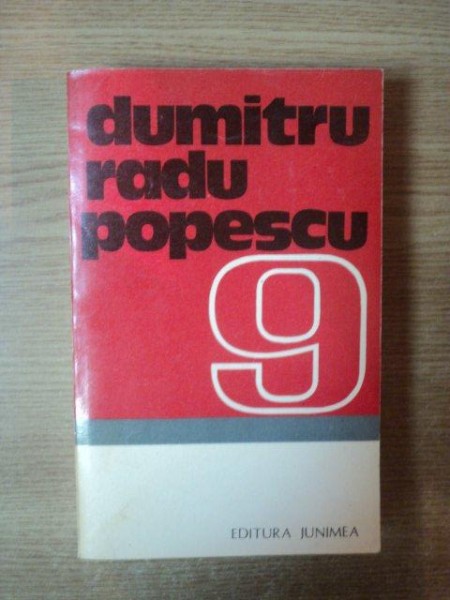 dumitru
radu
popescu
9
EDITURA JUNIMEA